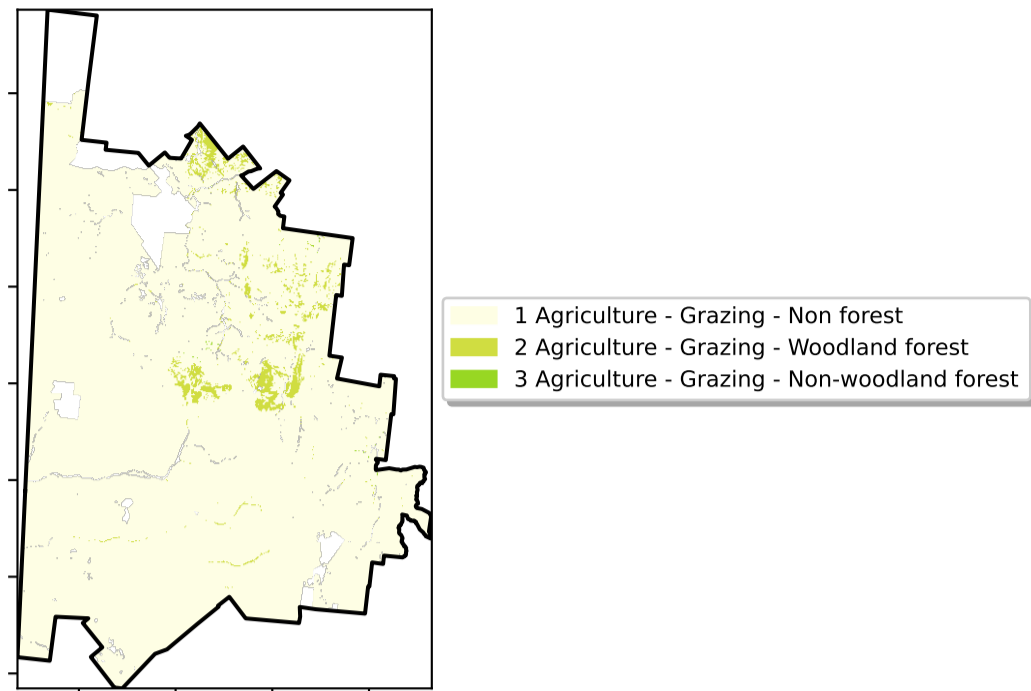 1 Agriculture - Grazing - Non forest
2 Agriculture - Grazing - Woodland forest
3 Agriculture - Grazing - Non-woodland forest